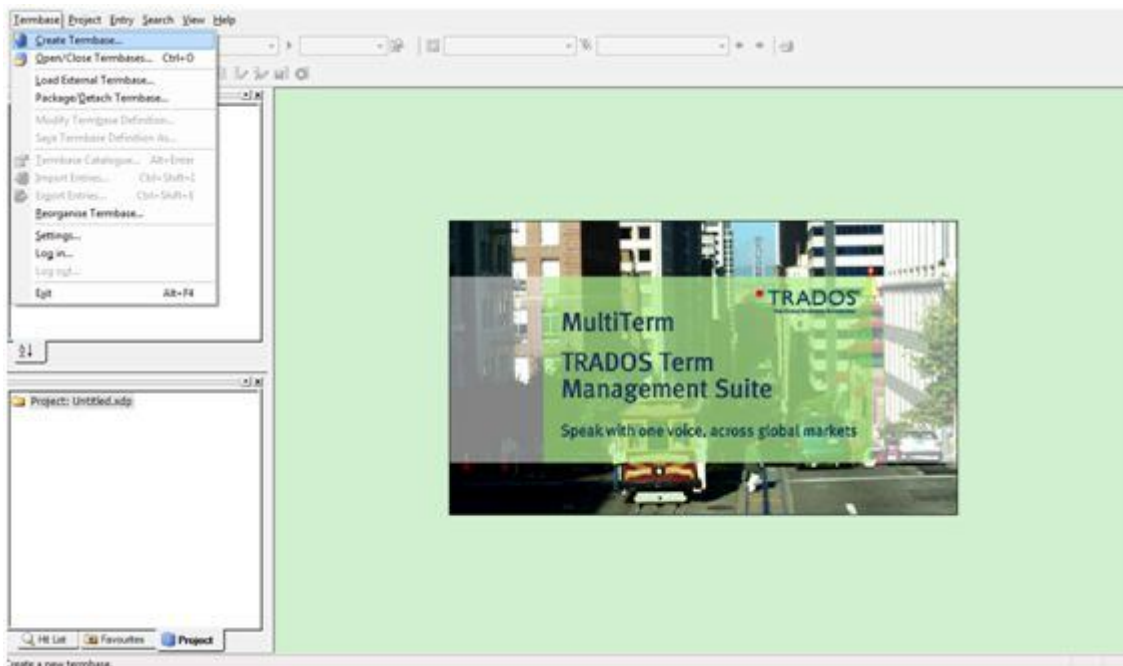 Termbase Project Entry Search View Help
Create Termbase...
Open/Close Termbases... Ctrl+O
Load External Termbase...
Package/Detach Termbase...
Modify Termbase Definition...
Save Termbase Definition As...
Termbase Catalogue... Alt+Enter
Import Entries... Ctrl+Shift+I
Export Entries... Ctrl+Shift+E
Reorganise Termbase...
Settings...
Log in...
Log out...
Exit Alt+F4
TRADOS
MultiTerm
TRADOS Term
Management Suite
Speak with one voice, across global markets
Project: Untitled.xdp
Hit List Favourites Project
Create a new termbase